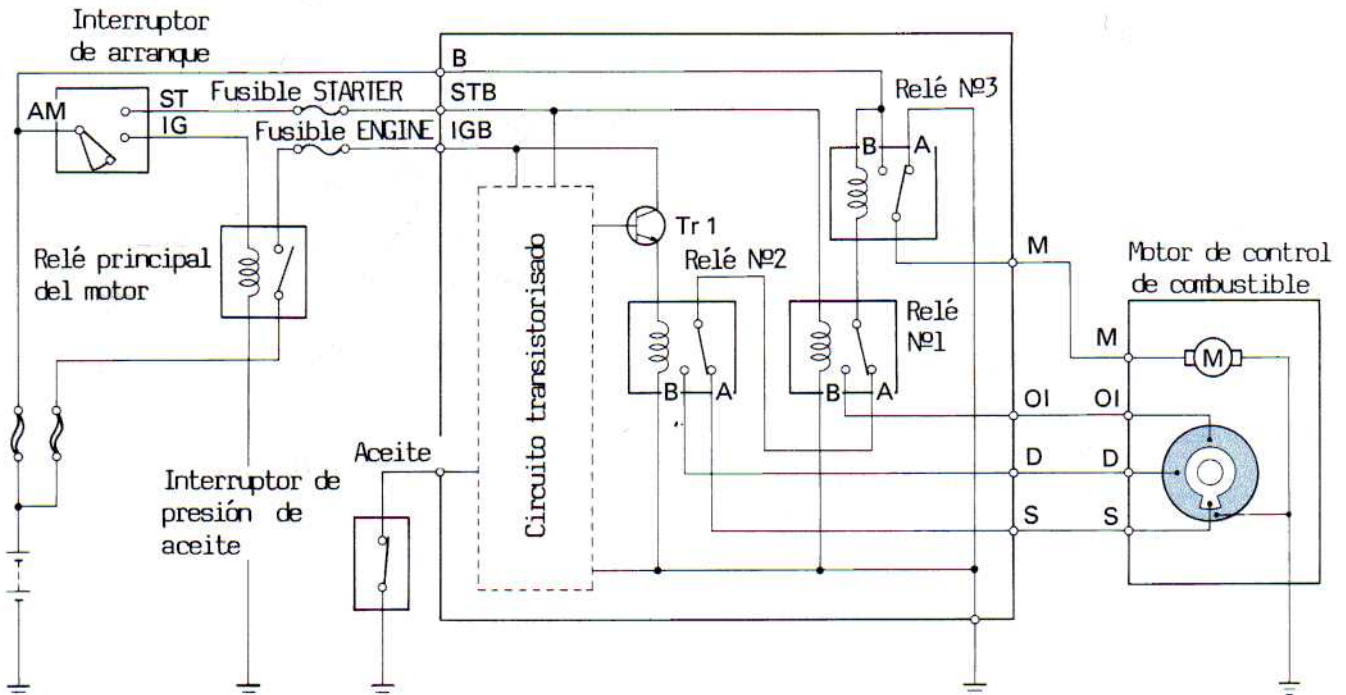 Interruptor
de arranque
B
Relé Nº3
AM
ST
Fusible STARTER
STB
IG
Fusible ENGINE
IGB
B
A
Tr 1
Relé principal
del motor
Relé Nº2
M
Motor de control
de combustible
Relé
Nº1
M
M
B
A
B
A
OI
OI
Circuito transistorisado
Aceite
D
D
Interruptor de
presión de
aceite
S
S